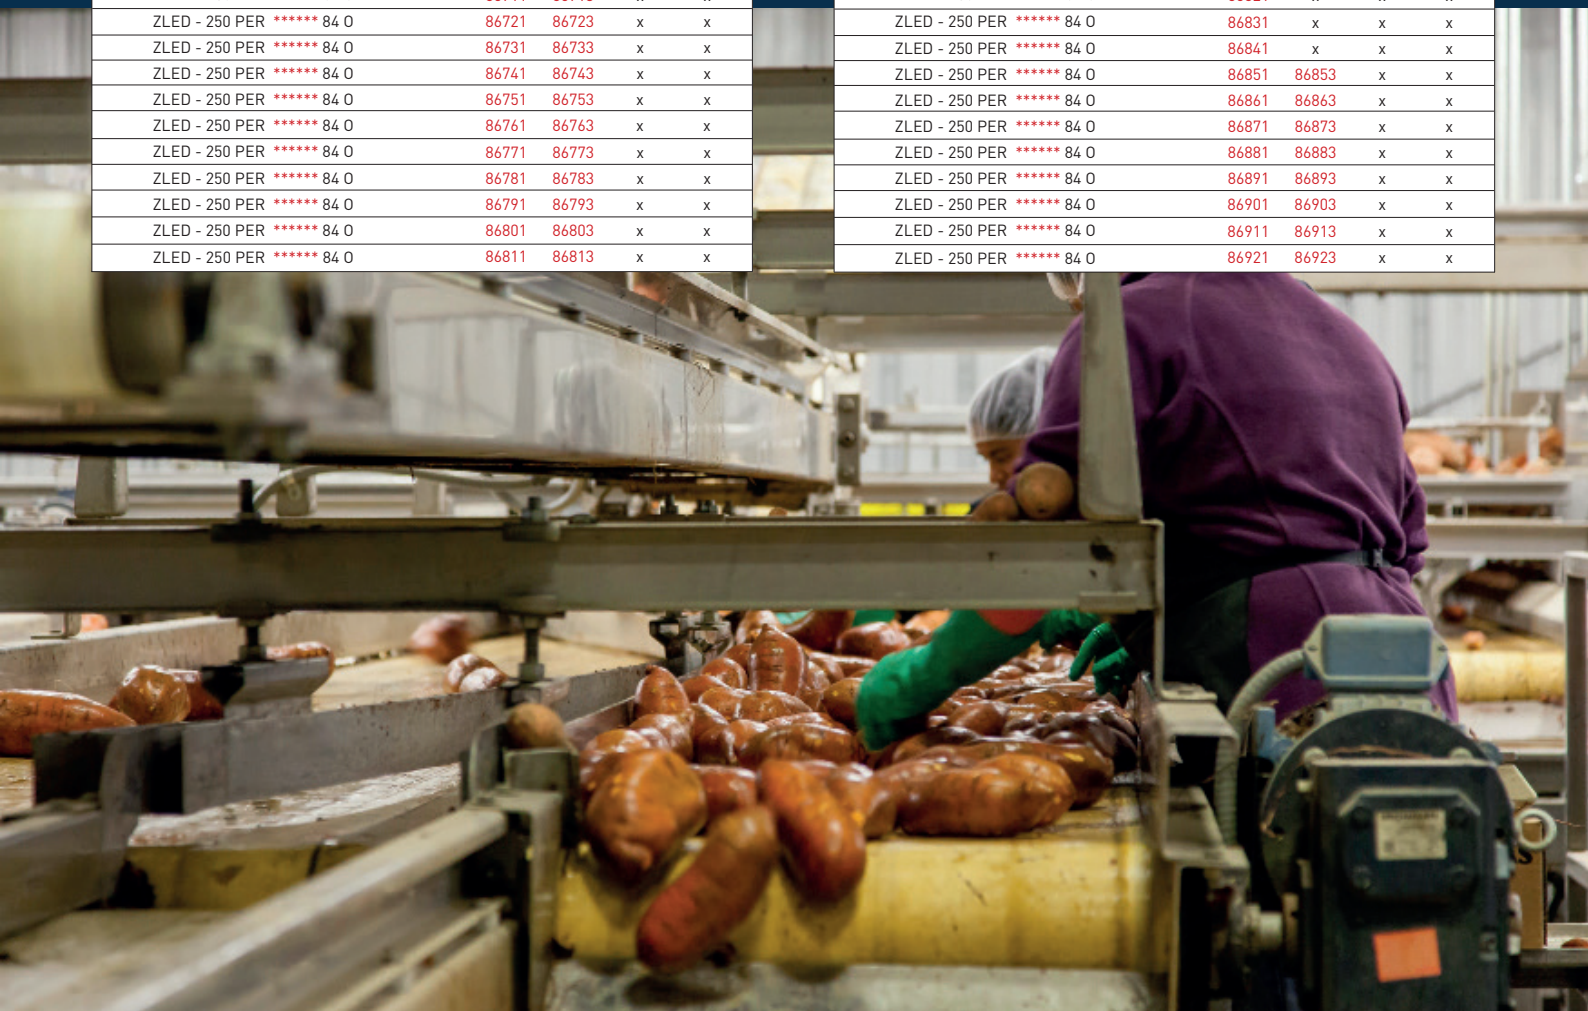 ZLED - 250 PER ****** 84 O 86721 86723 x x
ZLED - 250 PER ****** 84 O 86731 86733 x x
ZLED - 250 PER ****** 84 O 86741 86743 x x
ZLED - 250 PER ****** 84 O 86751 86753 x x
ZLED - 250 PER ****** 84 O 86761 86763 x x
ZLED - 250 PER ****** 84 O 86771 86773 x x
ZLED - 250 PER ****** 84 O 86781 86783 x x
ZLED - 250 PER ****** 84 O 86791 86793 x x
ZLED - 250 PER ****** 84 O 86801 86803 x x
ZLED - 250 PER ****** 84 O 86811 86813 x x
ZLED - 250 PER ****** 84 O 86831 x x x
ZLED - 250 PER ****** 84 O 86841 x x x
ZLED - 250 PER ****** 84 O 86851 86853 x x
ZLED - 250 PER ****** 84 O 86861 86863 x x
ZLED - 250 PER ****** 84 O 86871 86873 x x
ZLED - 250 PER ****** 84 O 86881 86883 x x
ZLED - 250 PER ****** 84 O 86891 86893 x x
ZLED - 250 PER ****** 84 O 86901 86903 x x
ZLED - 250 PER ****** 84 O 86911 86913 x x
ZLED - 250 PER ****** 84 O 86921 86923 x x